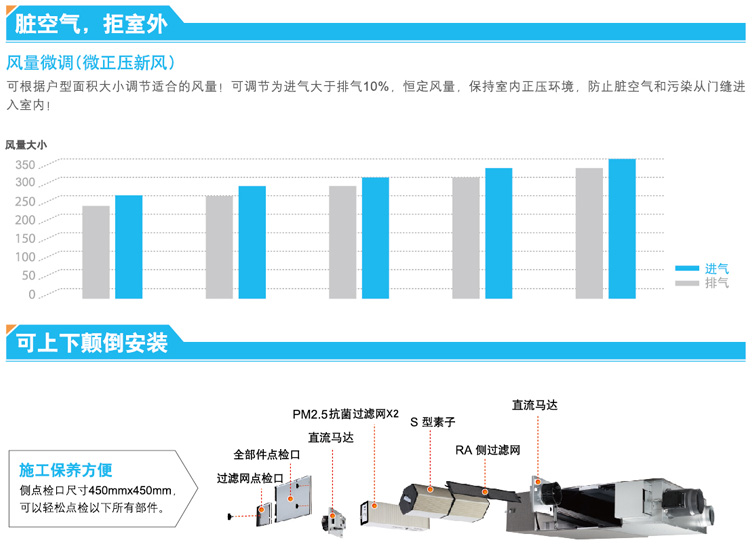 脏空气，拒室外
风量微调（微正压新风）
可根据户型面积大小调节适合的风量！可调节为进气大于排气10%，恒定风量，保持室内正压环境，防止脏空气和污染从门缝进
入室内！
风量大小
350
300
250
200
150
100
50
0
进气
排气
可上下颠倒安装
施工保养方便
侧点检口尺寸450mmx450mm，
可以轻松点检以下所有部件。
过滤网点检口
全部件点检口
直流马达
PM2.5抗菌过滤网X2
S 型素子
RA 侧过滤网
直流马达